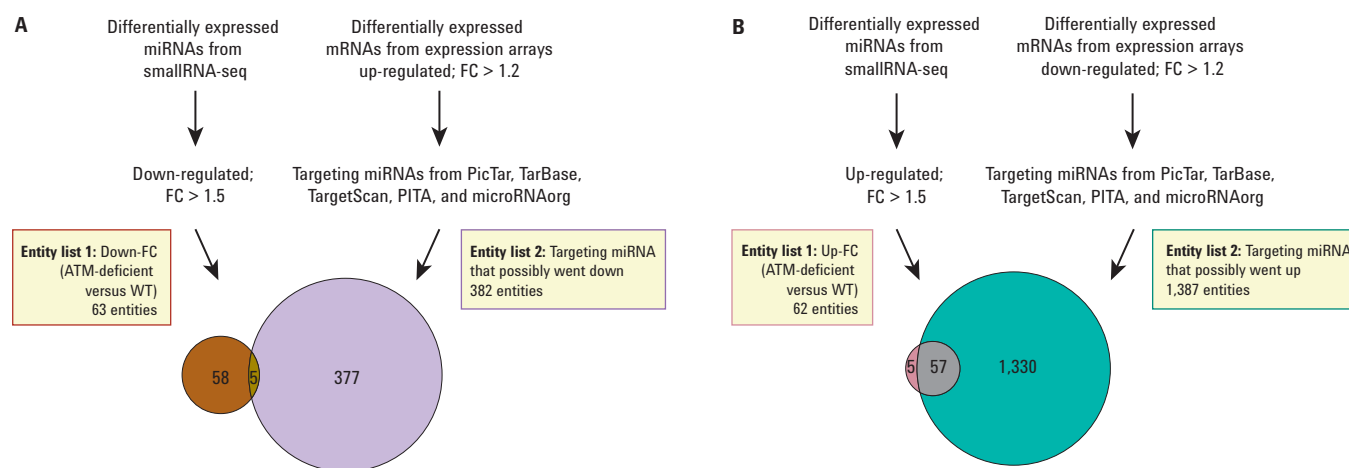 A
Differentially expressed
miRNAs from
smallRNA-seq
Differentially expressed
mRNAs from expression arrays
up-regulated; FC > 1.2
Down-regulated;
FC > 1.5
Targeting miRNAs from PicTar, TarBase,
TargetScan, PITA, and microRNAorg
Entity list 1: Down-FC
(ATM-deficient
versus WT)
63 entities
Entity list 2: Targeting miRNA
that possibly went down
382 entities
58
5
377
B
Differentially expressed
miRNAs from
smallRNA-seq
Differentially expressed
mRNAs from expression arrays
down-regulated; FC > 1.2
Up-regulated;
FC > 1.5
Targeting miRNAs from PicTar, TarBase,
TargetScan, PITA, and microRNAorg
Entity list 1: Up-FC
(ATM-deficient
versus WT)
62 entities
Entity list 2: Targeting miRNA
that possibly went up
1,387 entities
5
57
1,330